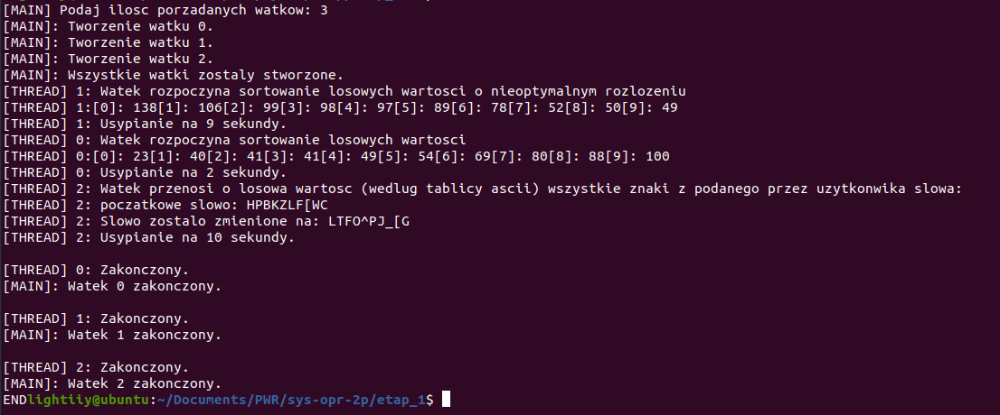 [MAIN] Podaj ilosc porzadanych watkow: 3
[MAIN]: Tworzenie watku 0.
[MAIN]: Tworzenie watku 1.
[MAIN]: Tworzenie watku 2.
[MAIN]: Wszystkie watki zostaly stworzone.
[THREAD] 1: Watek rozpoczyna sortowanie losowych wartosci o nieoptymalnym rozlozeniu
[THREAD] 1:[0]: 138[1]: 106[2]: 99[3]: 98[4]: 97[5]: 89[6]: 78[7]: 52[8]: 50[9]: 49
[THREAD] 1: Usypianie na 9 sekundy.
[THREAD] 0: Watek rozpoczyna sortowanie losowych wartosci
[THREAD] 0:[0]: 23[1]: 40[2]: 41[3]: 41[4]: 49[5]: 54[6]: 69[7]: 80[8]: 88[9]: 100
[THREAD] 0: Usypianie na 2 sekundy.
[THREAD] 2: Watek przenosi o losowa wartosc (wedlug tablicy ascii) wszystkie znaki z podanego przez uzytkonwika slowa:
[THREAD] 2: poczatkowe slowo: HPBKZLF[WC
[THREAD] 2: Slowo zostalo zmienione na: LTFO^PJ_[G
[THREAD] 2: Usypianie na 10 sekundy.
[THREAD] 0: Zakonczony.
[MAIN]: Watek 0 zakonczony.
[THREAD] 1: Zakonczony.
[MAIN]: Watek 1 zakonczony.
[THREAD] 2: Zakonczony.
[MAIN]: Watek 2 zakonczony.
ENDlightiiy@ubuntu:~/Documents/PWR/sys-opr-2p/etap_1$